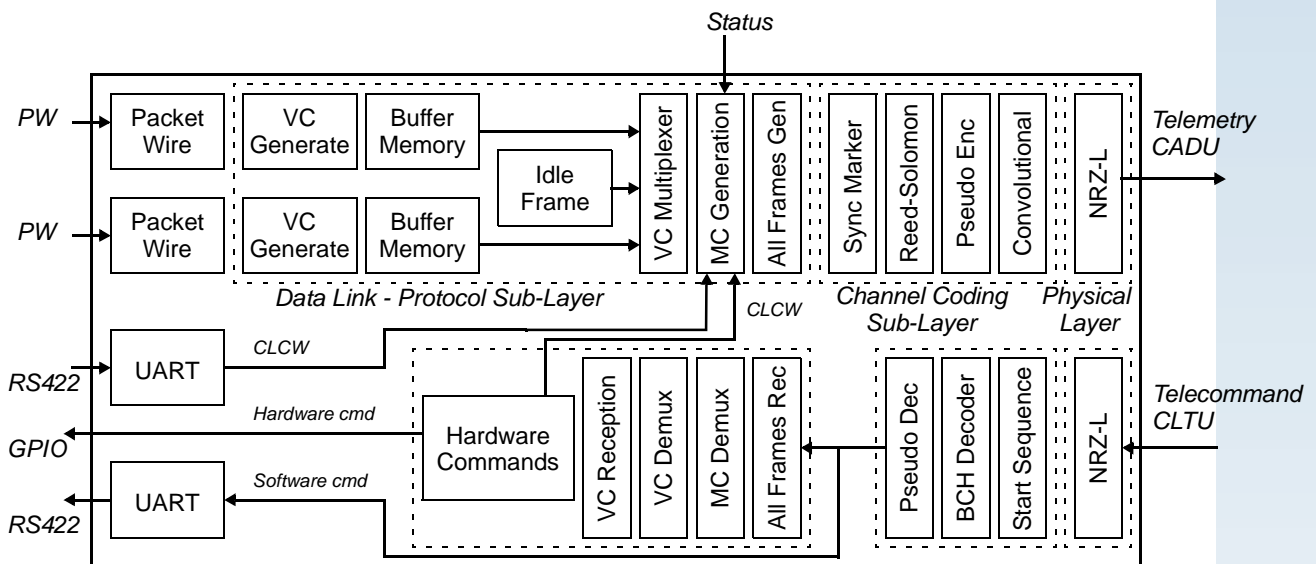 Status
PW
Packet
Wire
VC
Generate
Buffer
Memory
Idle
Frame
VC Multiplexer
MC Generation
All Frames Gen
Sync Marker
Reed-Solomon
Pseudo Enc
Convolutional
NRZ-L
Telemetry
CADU
PW
Packet
Wire
VC
Generate
Buffer
Memory
Data Link - Protocol Sub-Layer
Channel Coding
Sub-Layer
Physical
Layer
CLCW
CLCW
RS422
UART
Hardware cmd
GPIO
Hardware
Commands
VC Reception
VC Demux
MC Demux
All Frames Rec
Pseudo Dec
BCH Decoder
Start Sequence
NRZ-L
Telecommand
CLTU
Software cmd
UART
RS422